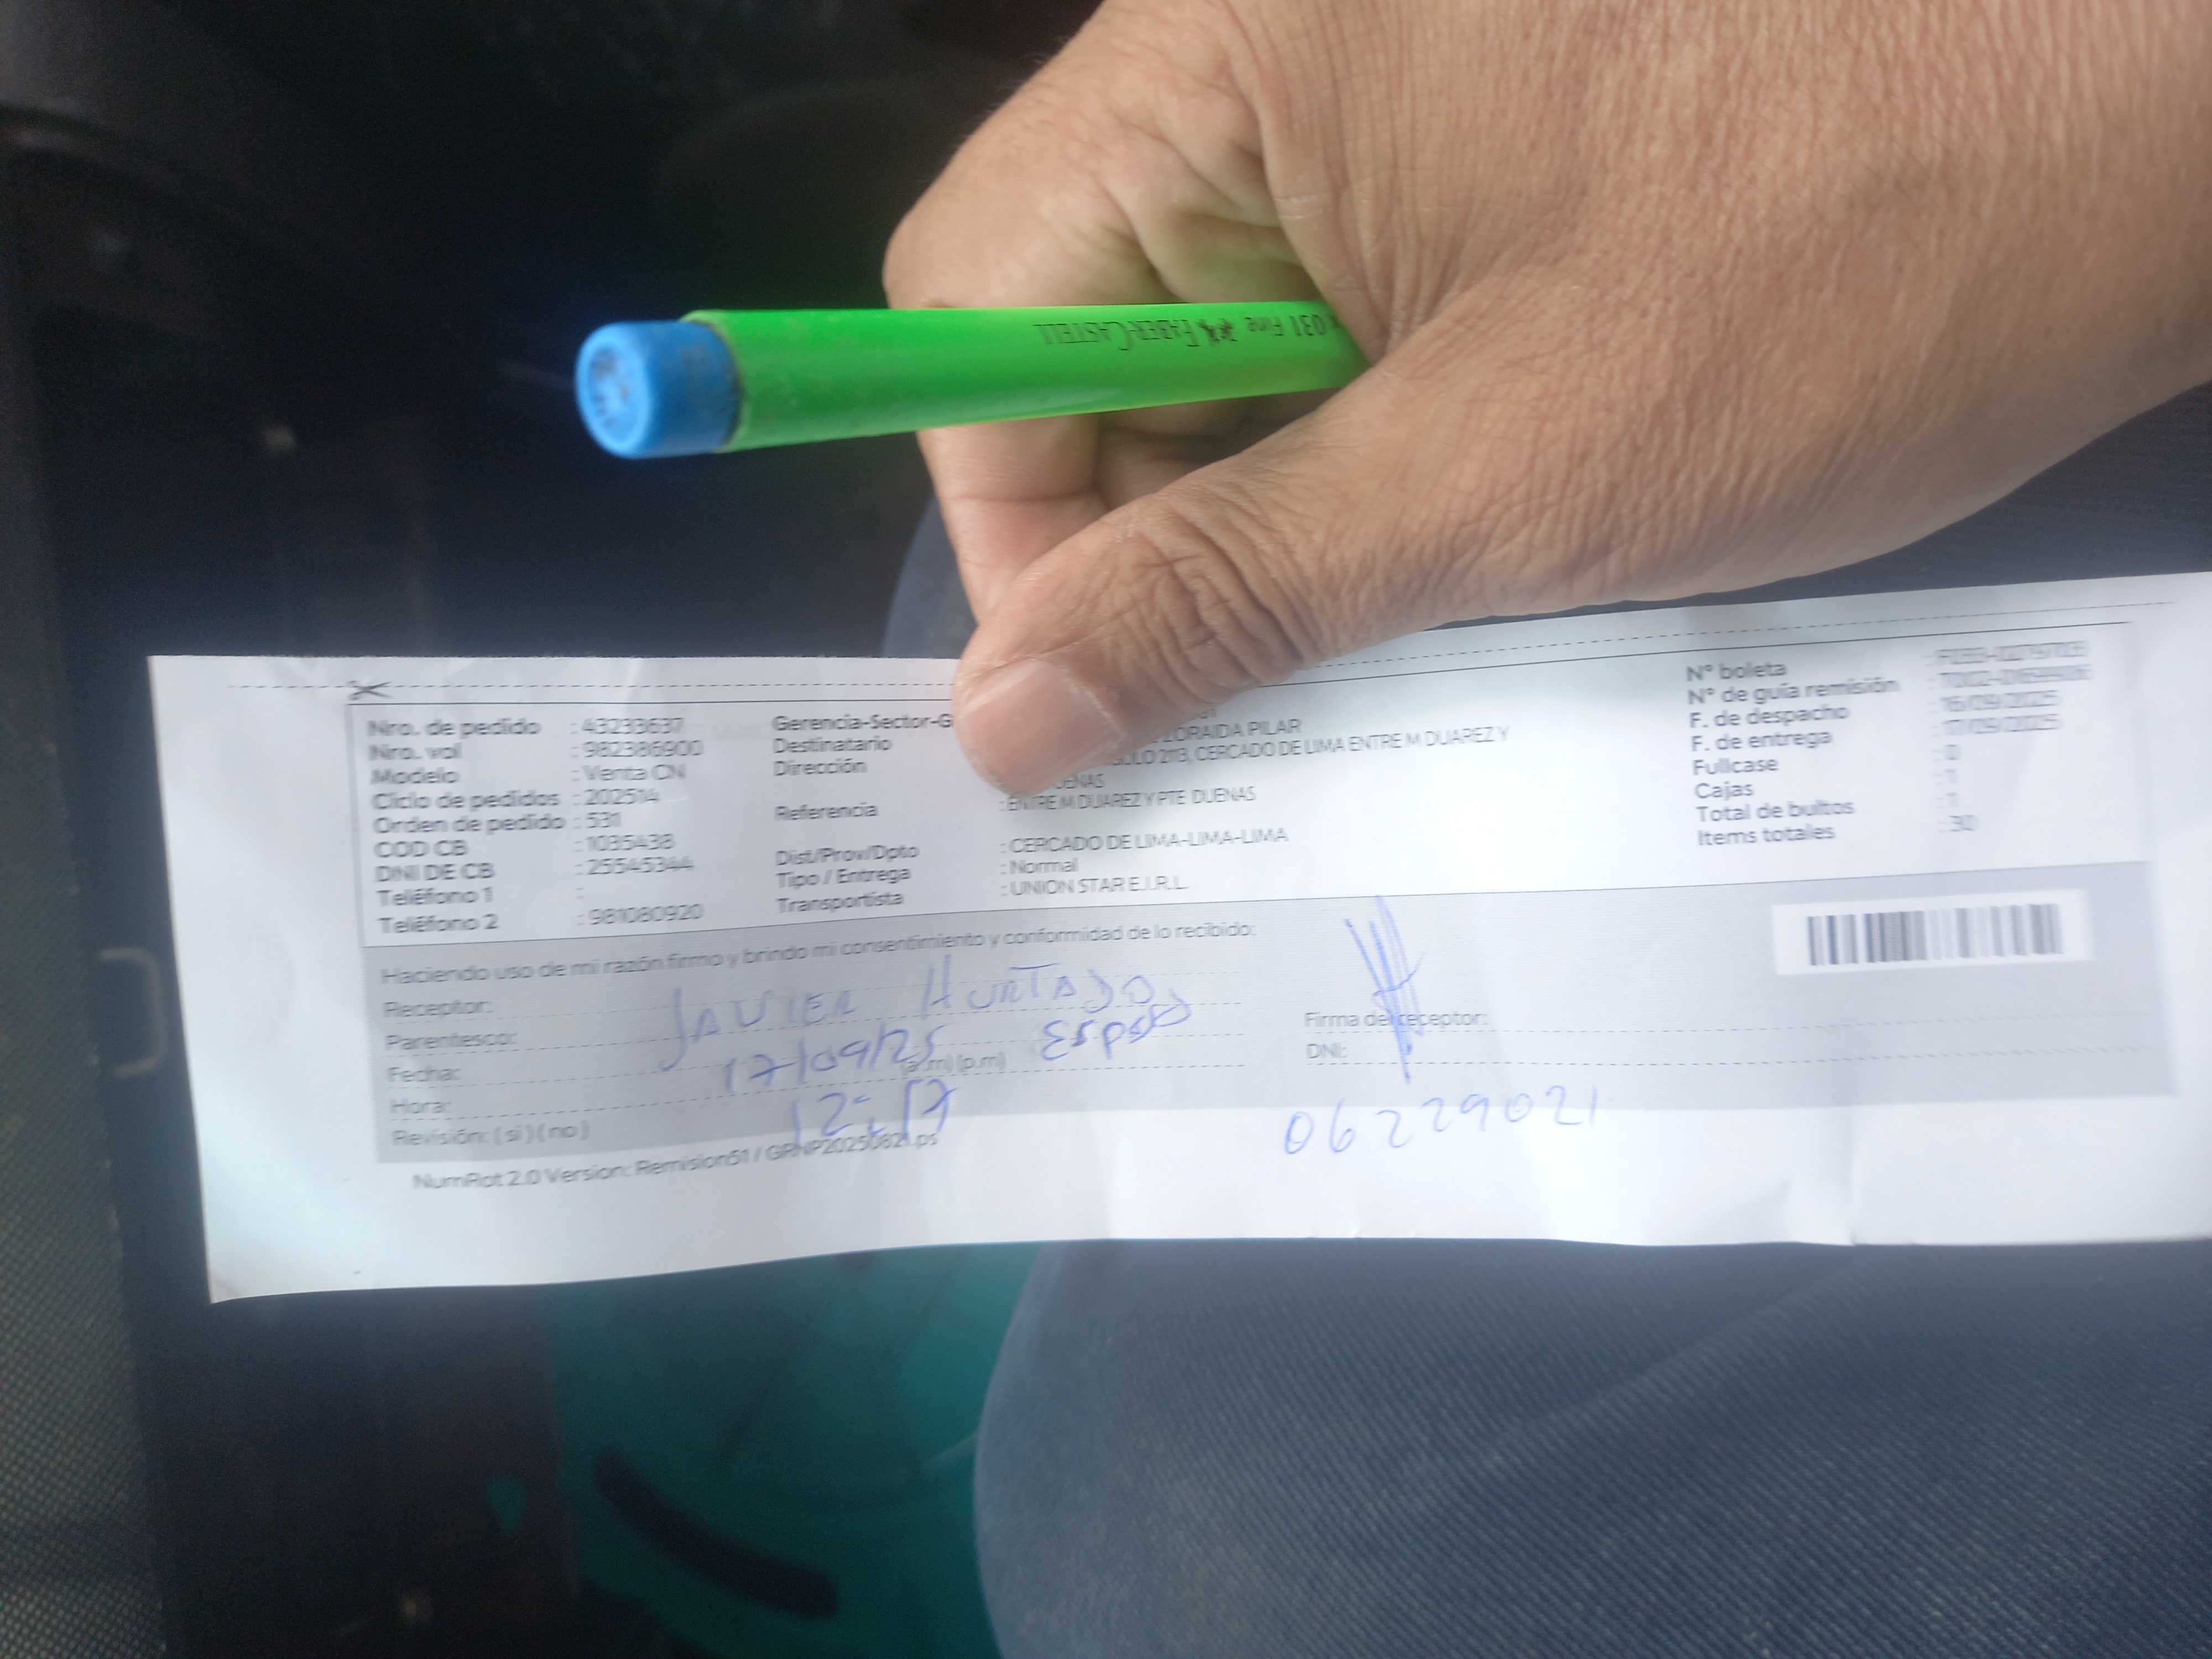 031 Fine FABER-CASTELL
Nro. de pedido : 43233637
Nro. vol : 982386900
Modelo : Venta CN
Ciclo de pedidos : 202514
Orden de pedido : 531
COD CB : 1035438
DNI DE CB : 25545344
Teléfono 1 :
Teléfono 2 : 981080920
Gerencia-Sector-G
Destinatario ZORAIDA PILAR
Dirección 2113, CERCADO DE LIMA ENTRE M DUAREZ Y
DUENAS
Referencia : ENTRE M DUAREZ Y PTE DUENAS
Dist/Prov/Dpto : CERCADO DE LIMA-LIMA-LIMA
Tipo / Entrega : Normal
Transportista : UNION STAR E.I.R.L.
N° boleta
N° de guía remisión
F. de despacho : 16/09/2025
F. de entrega : 17/09/2025
Fullcase : 0
Cajas : 1
Total de bultos : 1
Items totales : 30
Haciendo uso de mi razón firmo y brindo mi consentimiento y conformidad de lo recibido:
Receptor: JAVIER HURTADO
Parentesco: Esposo
Fecha: 17/09/25
Hora: 12:17 (a.m) (p.m)
Revisión: ( si ) ( no )
Firma del receptor:
DNI: 06229021
NumRot 2.0 Version: Remision51 / GRNP20250821.ps